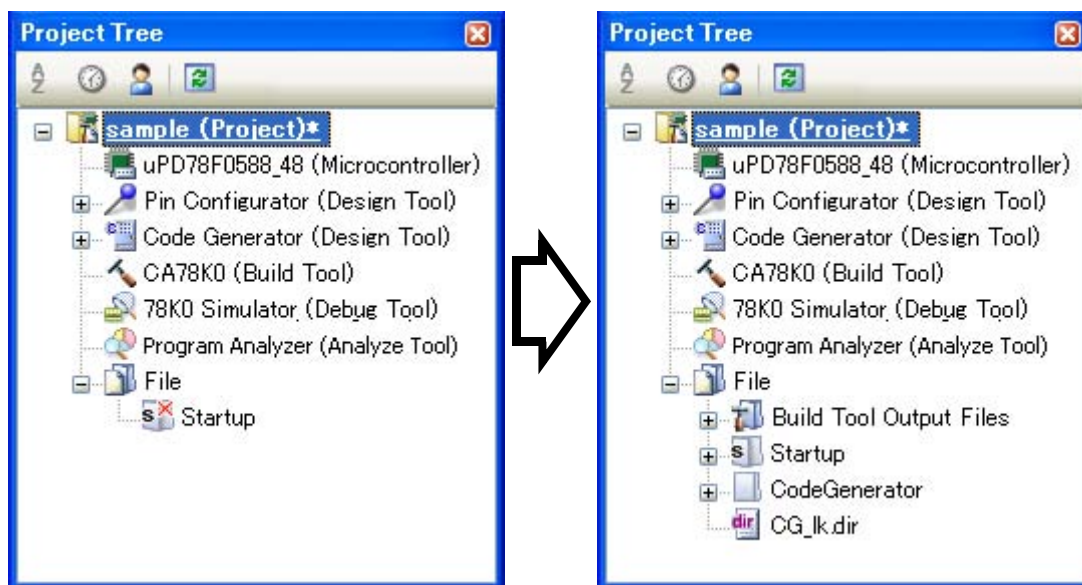 Project Tree
sample (Project)*
uPD78F0588_48 (Microcontroller)
Pin Configurator (Design Tool)
Code Generator (Design Tool)
CA78K0 (Build Tool)
78K0 Simulator (Debug Tool)
Program Analyzer (Analyze Tool)
File
Startup
Project Tree
sample (Project)*
uPD78F0588_48 (Microcontroller)
Pin Configurator (Design Tool)
Code Generator (Design Tool)
CA78K0 (Build Tool)
78K0 Simulator (Debug Tool)
Program Analyzer (Analyze Tool)
File
Build Tool Output Files
Startup
CodeGenerator
CG_lk.dir